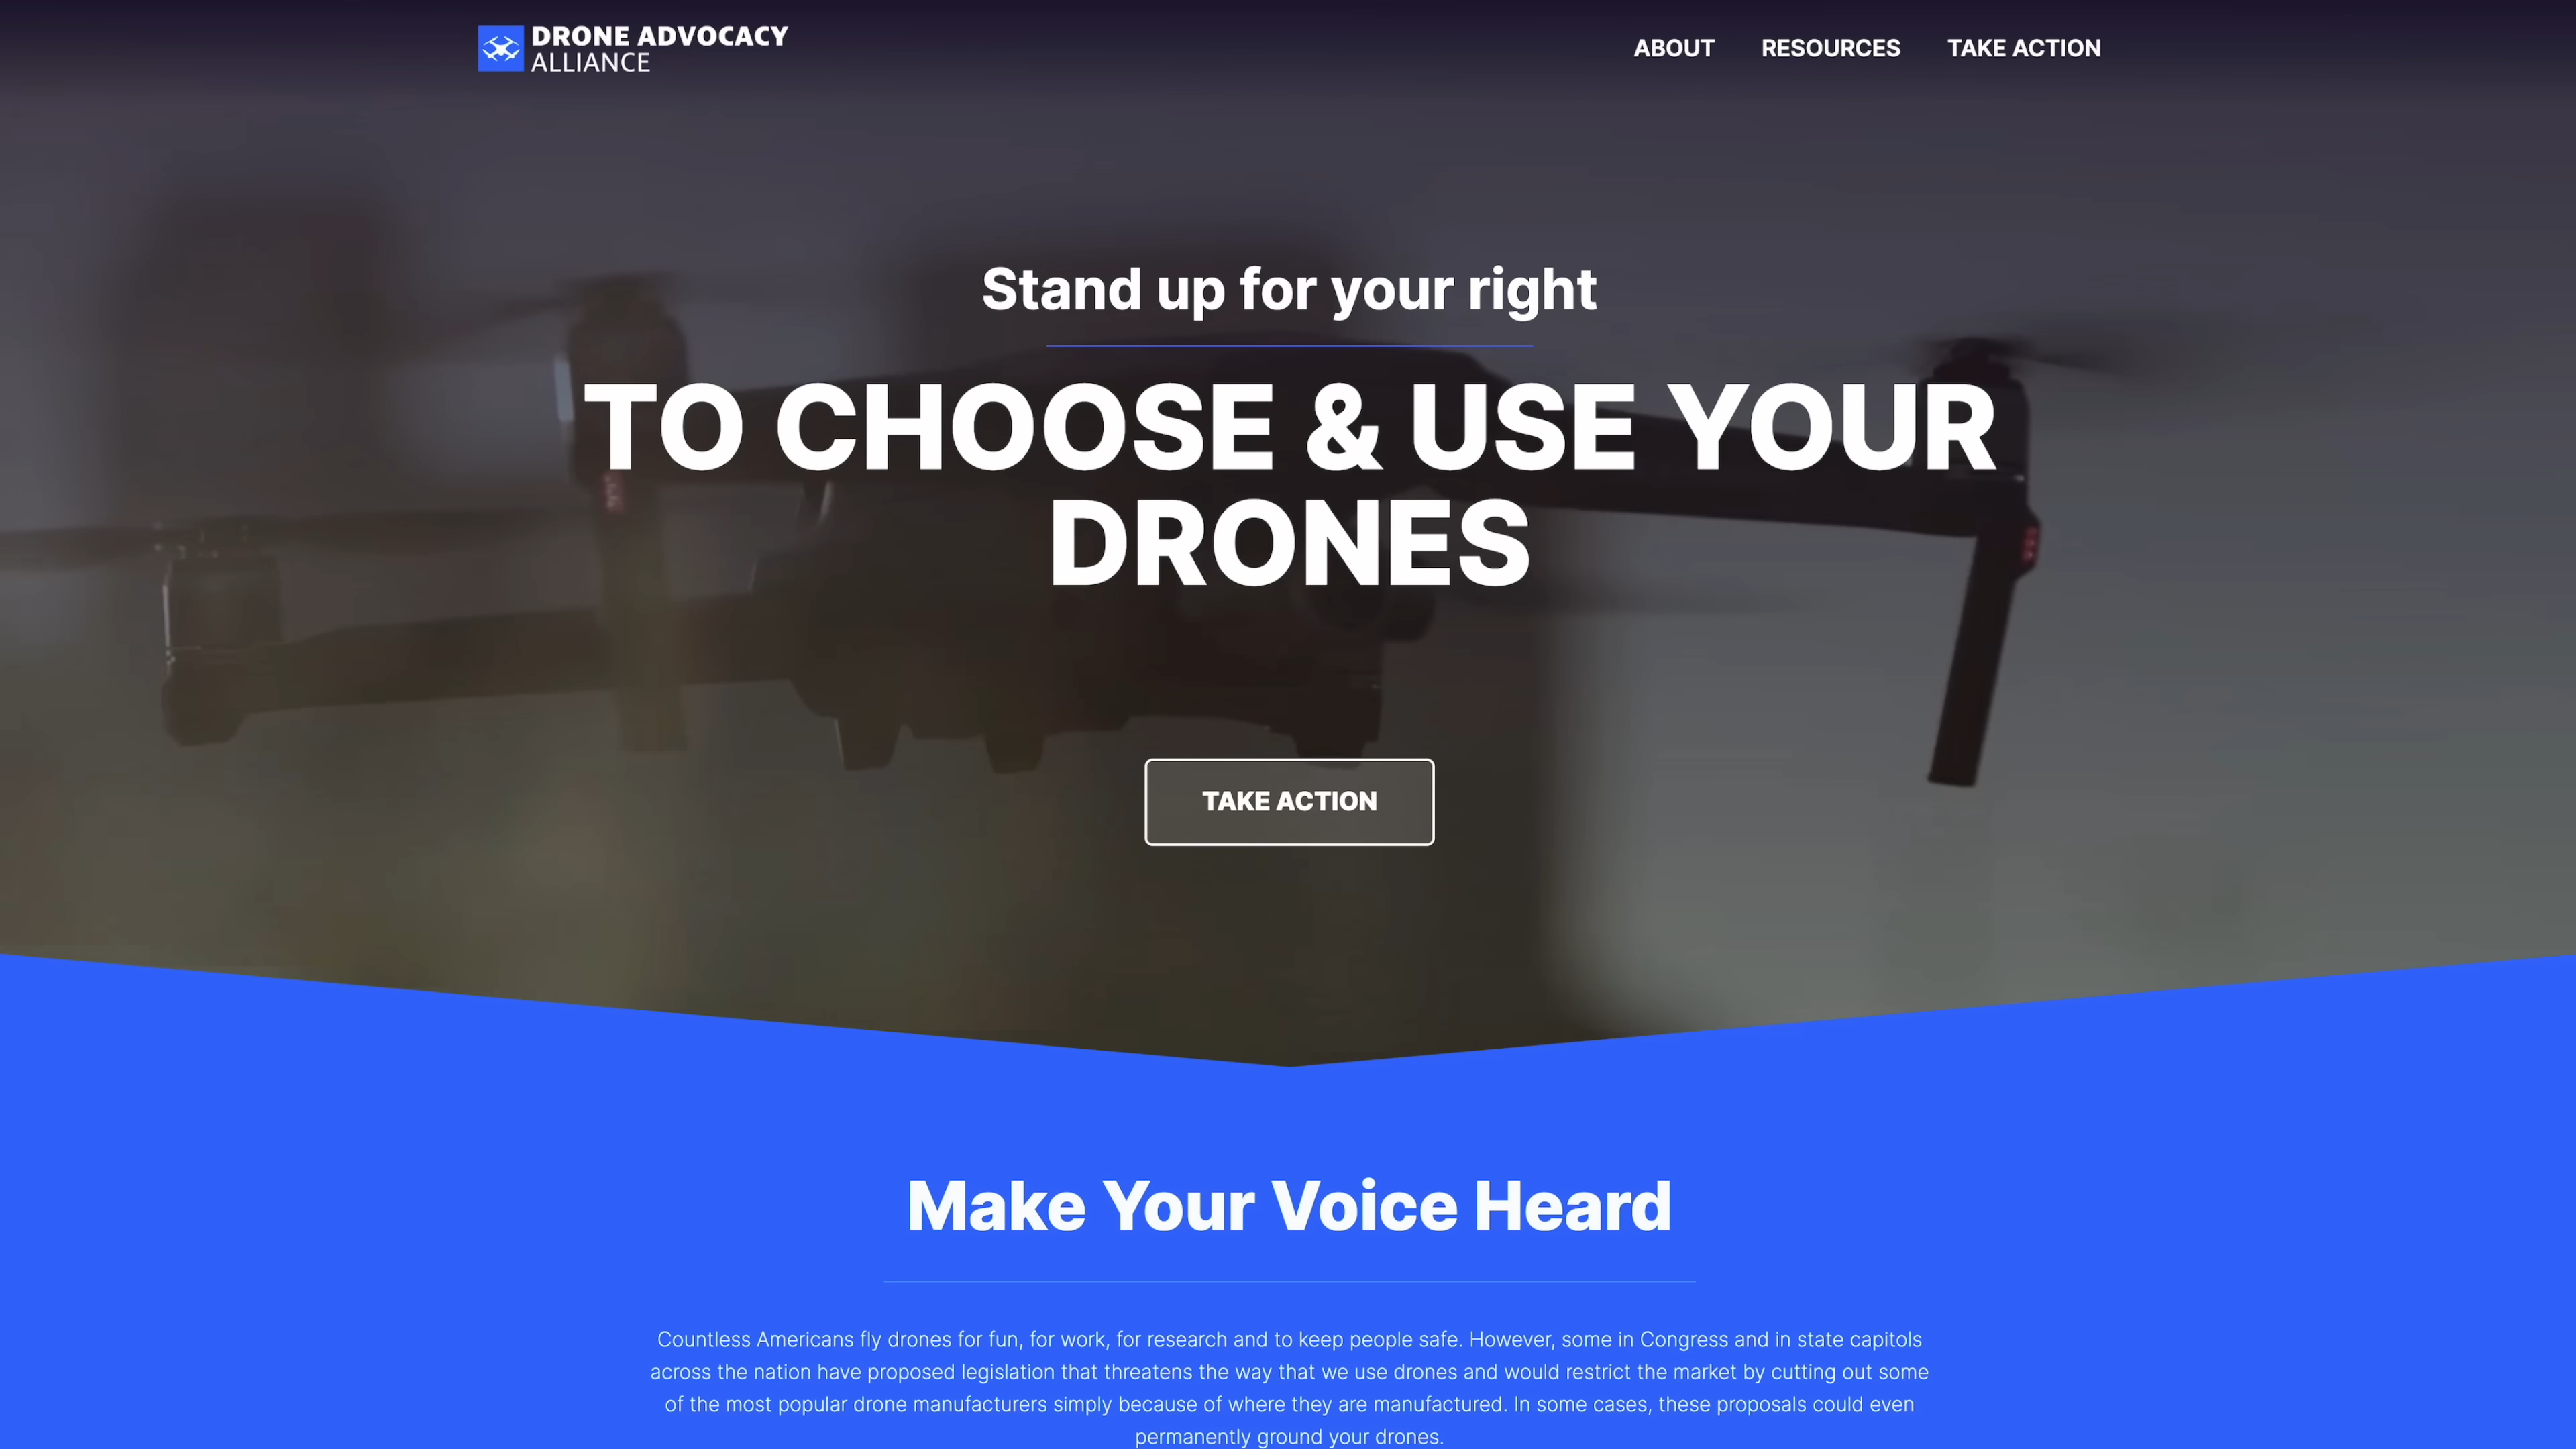 DRONE ADVOCACY
ALLIANCE
ABOUT RESOURCES TAKE ACTION
Stand up for your right
TO CHOOSE & USE YOUR
DRONES
TAKE ACTION
Make Your Voice Heard
Countless Americans fly drones for fun, for work, for research and to keep people safe. However, some in Congress and in state capitols
across the nation have proposed legislation that threatens the way that we use drones and would restrict the market by cutting out some
of the most popular drone manufacturers simply because of where they are manufactured. In some cases, these proposals could even
permanently ground your drones.